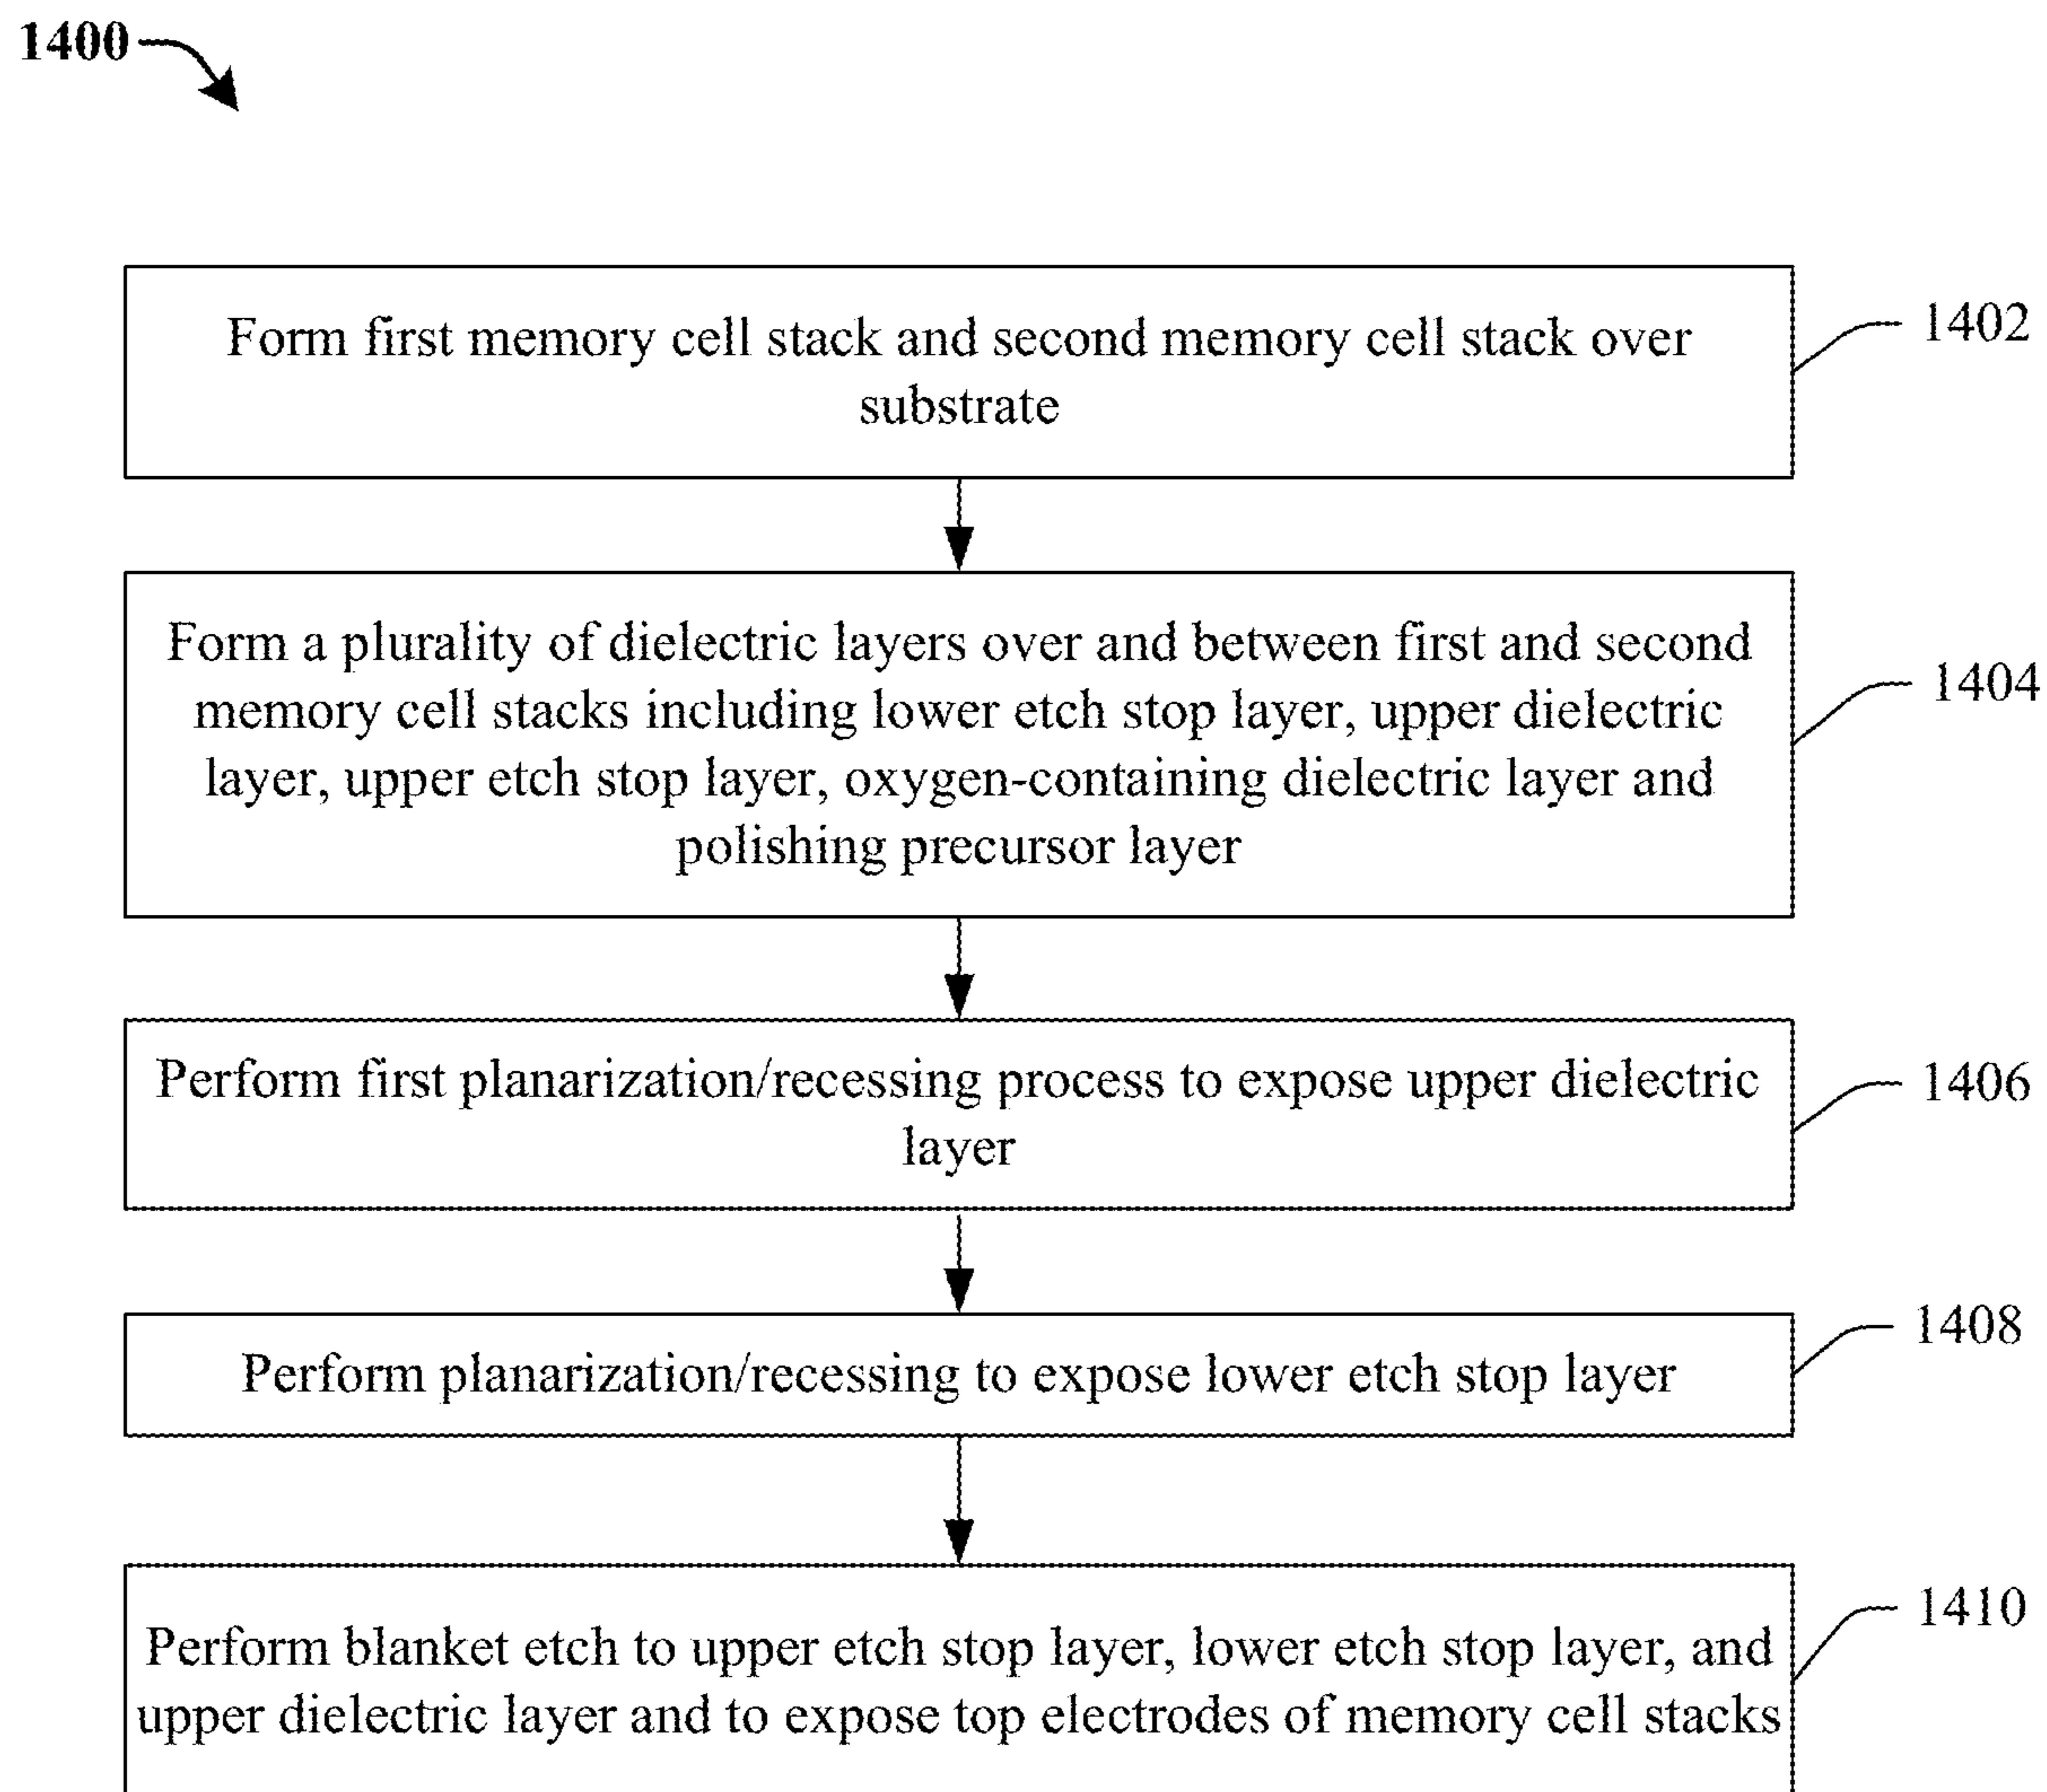 1400
Form first memory cell stack and second memory cell stack over
substrate
1402
Form a plurality of dielectric layers over and between first and second
memory cell stacks including lower etch stop layer, upper dielectric
layer, upper etch stop layer, oxygen-containing dielectric layer and
polishing precursor layer
1404
Perform first planarization/recessing process to expose upper dielectric
layer
1406
Perform planarization/recessing to expose lower etch stop layer
1408
Perform blanket etch to upper etch stop layer, lower etch stop layer, and
upper dielectric layer and to expose top electrodes of memory cell stacks
1410